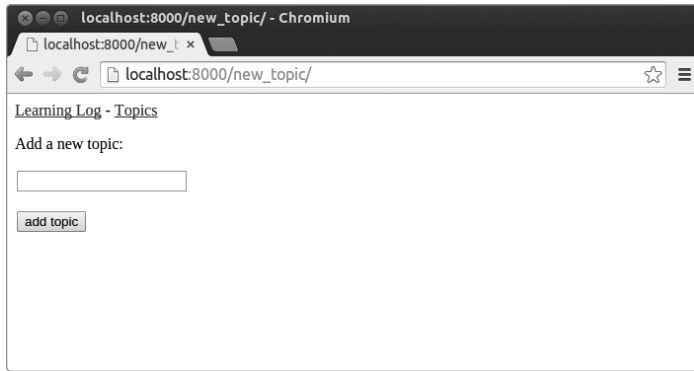 localhost:8000/new_topic/ - Chromium
localhost:8000/new_t
localhost:8000/new_topic/
Learning Log - Topics
Add a new topic:
add topic